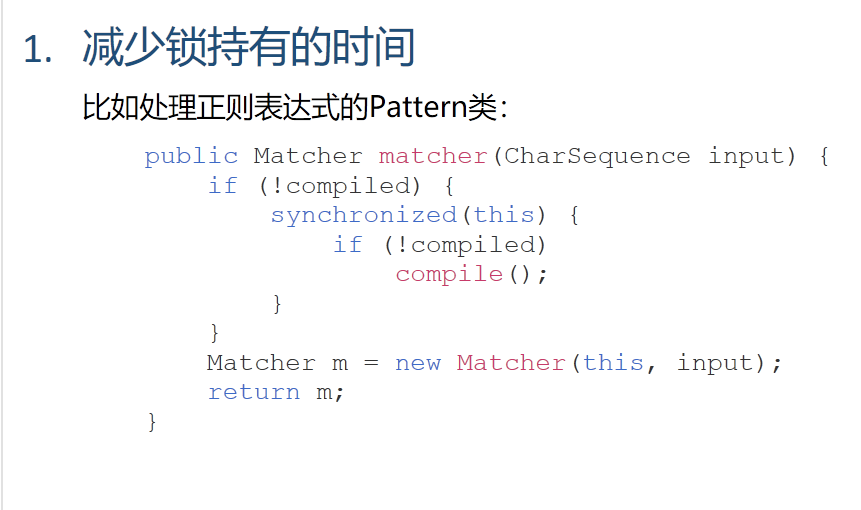 1. 减少锁持有的时间
比如处理正则表达式的Pattern类：
public Matcher matcher(CharSequence input) {
if (!compiled) {
synchronized(this) {
if (!compiled)
compile();
}
}
Matcher m = new Matcher(this, input);
return m;
}